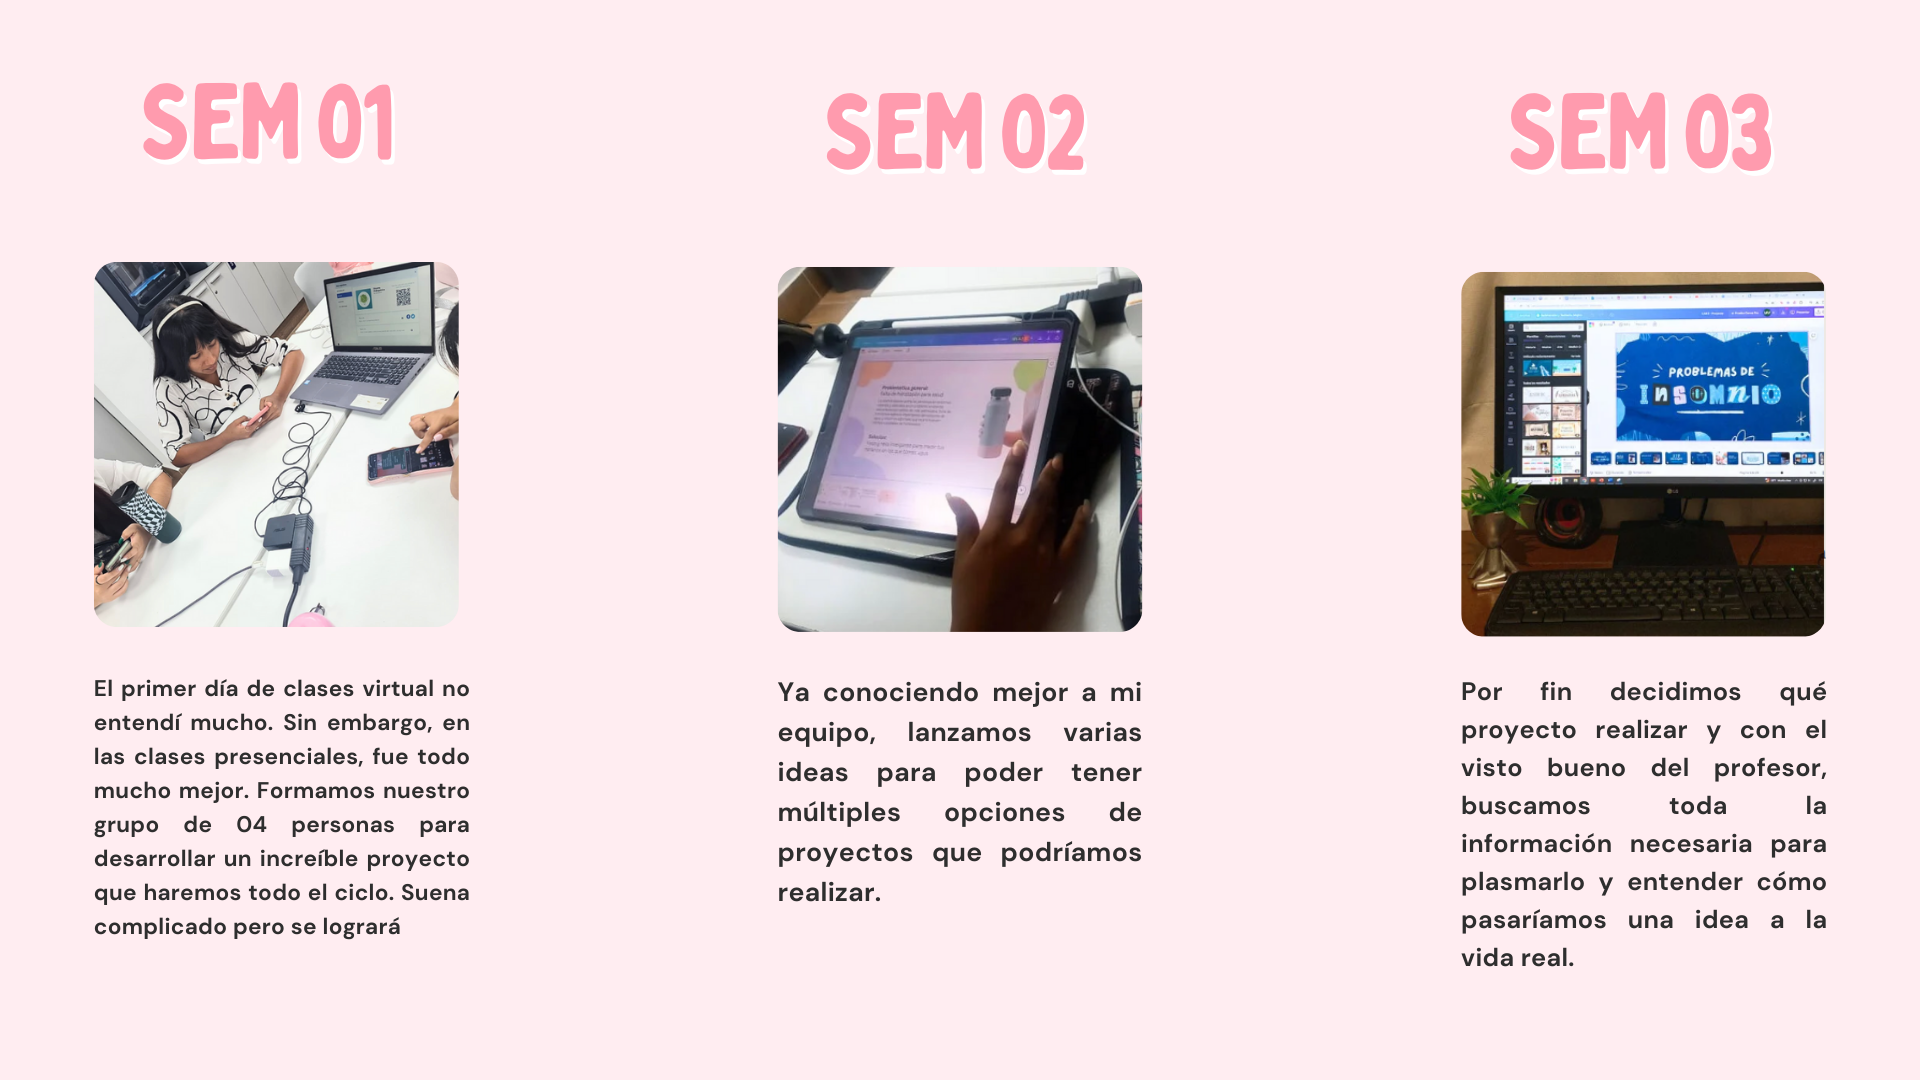 SEM 01
El primer día de clases virtual no
entendí mucho. Sin embargo, en
las clases presenciales, fue todo
mucho mejor. Formamos nuestro
grupo de 04 personas para
desarrollar un increíble proyecto
que haremos todo el ciclo. Suena
complicado pero se logrará
SEM 02
Problemática general:
Ya conociendo mejor a mi
equipo, lanzamos varias
ideas para poder tener
múltiples opciones de
proyectos que podríamos
realizar.
SEM 03
PROBLEMAS DE
INSOMNIO
LG
Por fin decidimos qué
proyecto realizar y con el
visto bueno del profesor,
buscamos toda la
información necesaria para
plasmarlo y entender cómo
pasaríamos una idea a la
vida real.